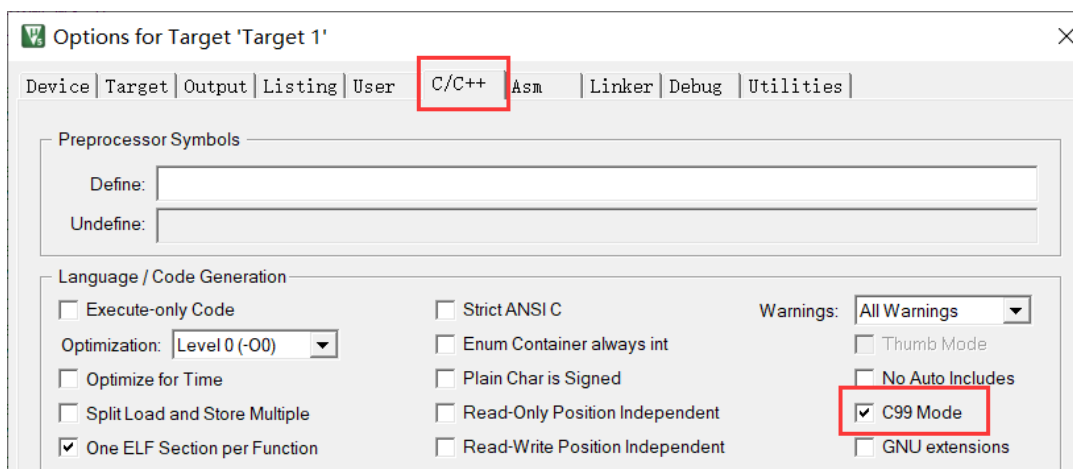 Options for Target 'Target 1'
Device Target Output Listing User C/C++ Asm Linker Debug Utilities
Preprocessor Symbols
Define:
Undefine:
Language / Code Generation
Execute-only Code Strict ANSI C Warnings: All Warnings
Optimization: Level 0 (-O0) Enum Container always int Thumb Mode
Optimize for Time Plain Char is Signed No Auto Includes
Split Load and Store Multiple Read-Only Position Independent C99 Mode
One ELF Section per Function Read-Write Position Independent GNU extensions